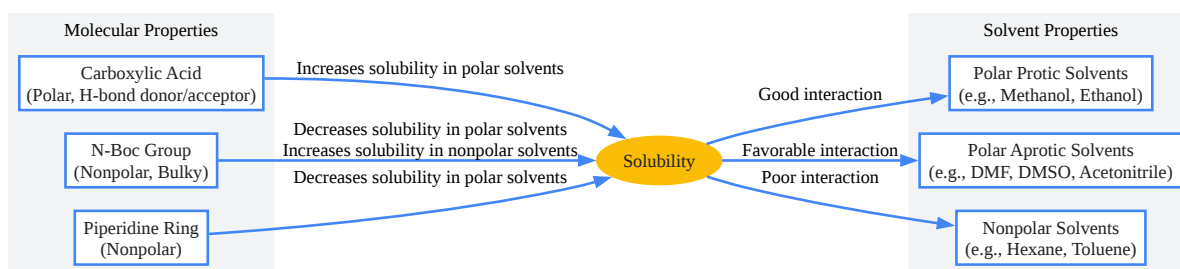 Molecular Properties
Carboxylic Acid
(Polar, H-bond donor/acceptor)
N-Boc Group
(Nonpolar, Bulky)
Piperidine Ring
(Nonpolar)
Increases solubility in polar solvents
Decreases solubility in polar solvents
Increases solubility in nonpolar solvents
Decreases solubility in polar solvents
Solubility
Good interaction
Favorable interaction
Poor interaction
Solvent Properties
Polar Protic Solvents
(e.g., Methanol, Ethanol)
Polar Aprotic Solvents
(e.g., DMF, DMSO, Acetonitrile)
Nonpolar Solvents
(e.g., Hexane, Toluene)